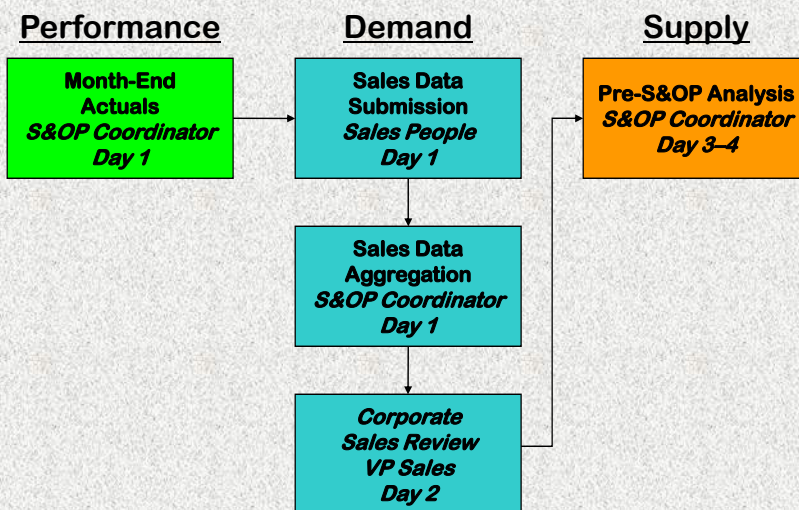 Performance
Demand
Supply
Month-End
Actuals
S&OP Coordinator
Day 1
Sales Data
Submission
Sales People
Day 1
Pre-S&OP Analysis
S&OP Coordinator
Day 3–4
Sales Data
Aggregation
S&OP Coordinator
Day 1
Corporate
Sales Review
VP Sales
Day 2